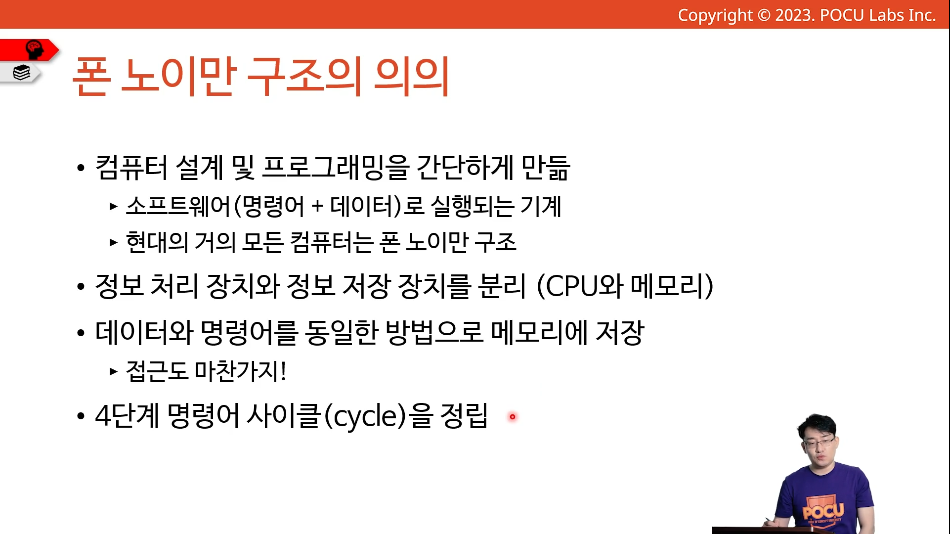 Copyright © 2023. POCU Labs Inc.
폰 노이만 구조의 의의
• 컴퓨터 설계 및 프로그래밍을 간단하게 만듦
▸ 소프트웨어(명령어 + 데이터)로 실행되는 기계
▸ 현대의 거의 모든 컴퓨터는 폰 노이만 구조
• 정보 처리 장치와 정보 저장 장치를 분리 (CPU와 메모리)
• 데이터와 명령어를 동일한 방법으로 메모리에 저장
▸ 접근도 마찬가지!
• 4단계 명령어 사이클(cycle)을 정립
POCU